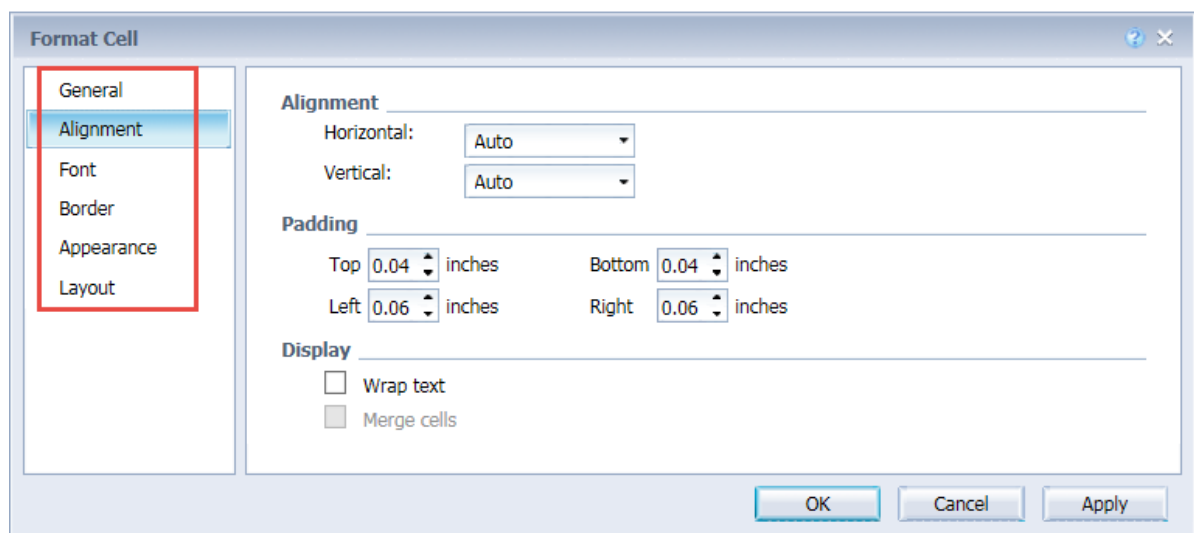 Format Cell
General
Alignment
Font
Border
Appearance
Layout
Alignment
Horizontal: Auto
Vertical: Auto
Padding
Top 0.04 inches Bottom 0.04 inches
Left 0.06 inches Right 0.06 inches
Display
Wrap text
Merge cells
OK Cancel Apply